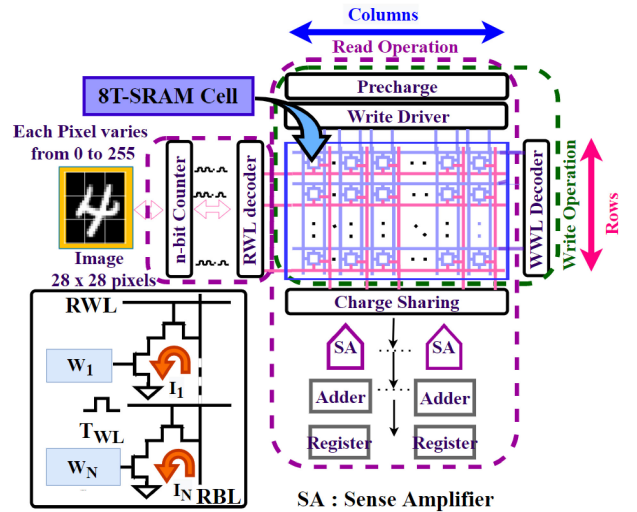 Columns
Read Operation
Precharge
8T-SRAM Cell
Write Driver
Each Pixel varies
from 0 to 255
n-bit Counter
RWL decoder
WWL Decoder
Write Operation
Rows
Image
28 x 28 pixels
Charge Sharing
RWL
SA
SA
W1
I1
Adder
Adder
TWL
WN
IN
RBL
Register
Register
SA : Sense Amplifier